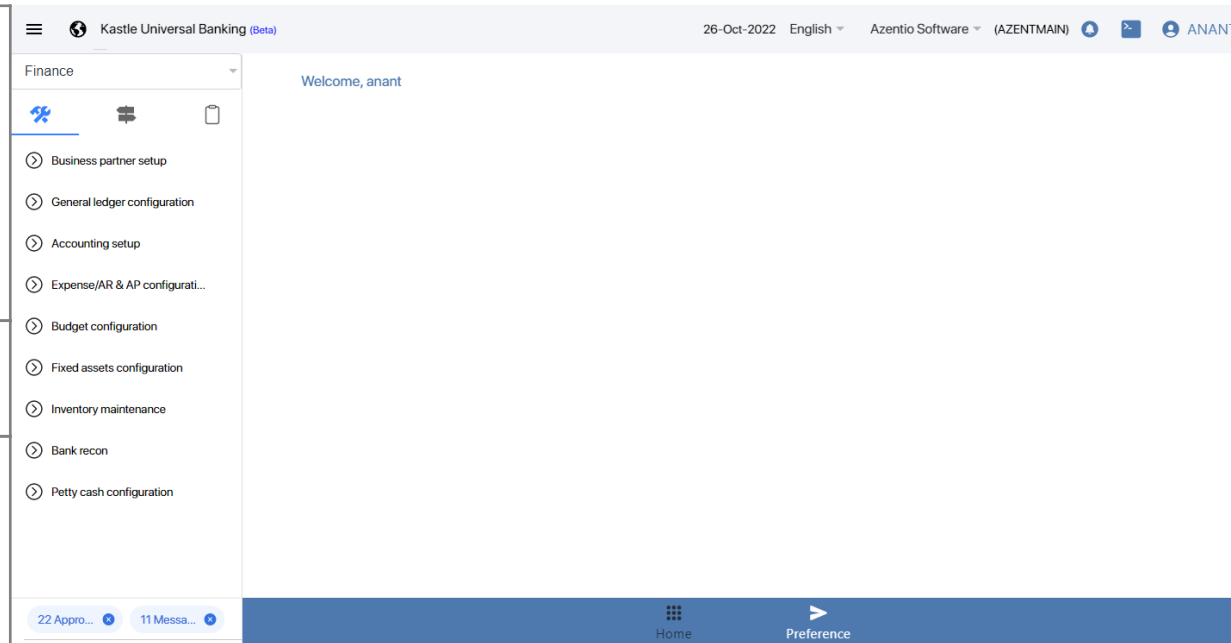 Kastle Universal Banking (Beta) 26-Oct-2022 English Azentio Software (AZENTMAIN) ANANT
Finance
Welcome, anant
Business partner setup
General ledger configuration
Accounting setup
Expense/AR & AP configurati...
Budget configuration
Fixed assets configuration
Inventory maintenance
Bank recon
Petty cash configuration
22 Appro... 11 Messa...
Home Preference